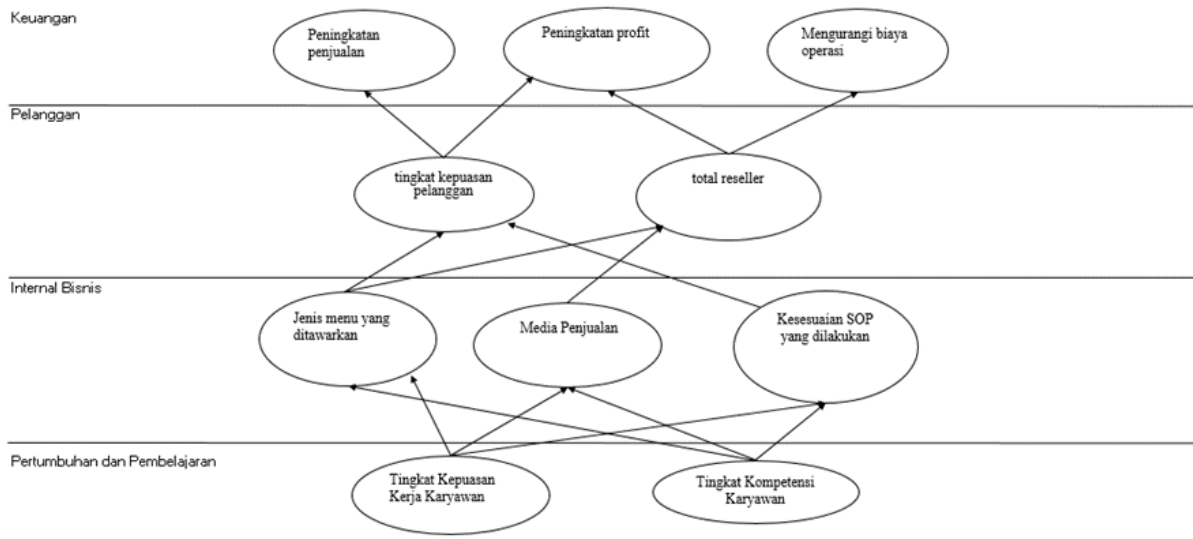 Keuangan
Peningkatan
penjualan
Peningkatan profit
Mengurangi biaya
operasi
Pelanggan
tingkat kepuasan
pelanggan
total reseller
Internal Bisnis
Jenis menu yang
ditawarkan
Media Penjualan
Kesesuaian SOP
yang dilakukan
Pertumbuhan dan Pembelajaran
Tingkat Kepuasan
Kerja Karyawan
Tingkat Kompetensi
Karyawan